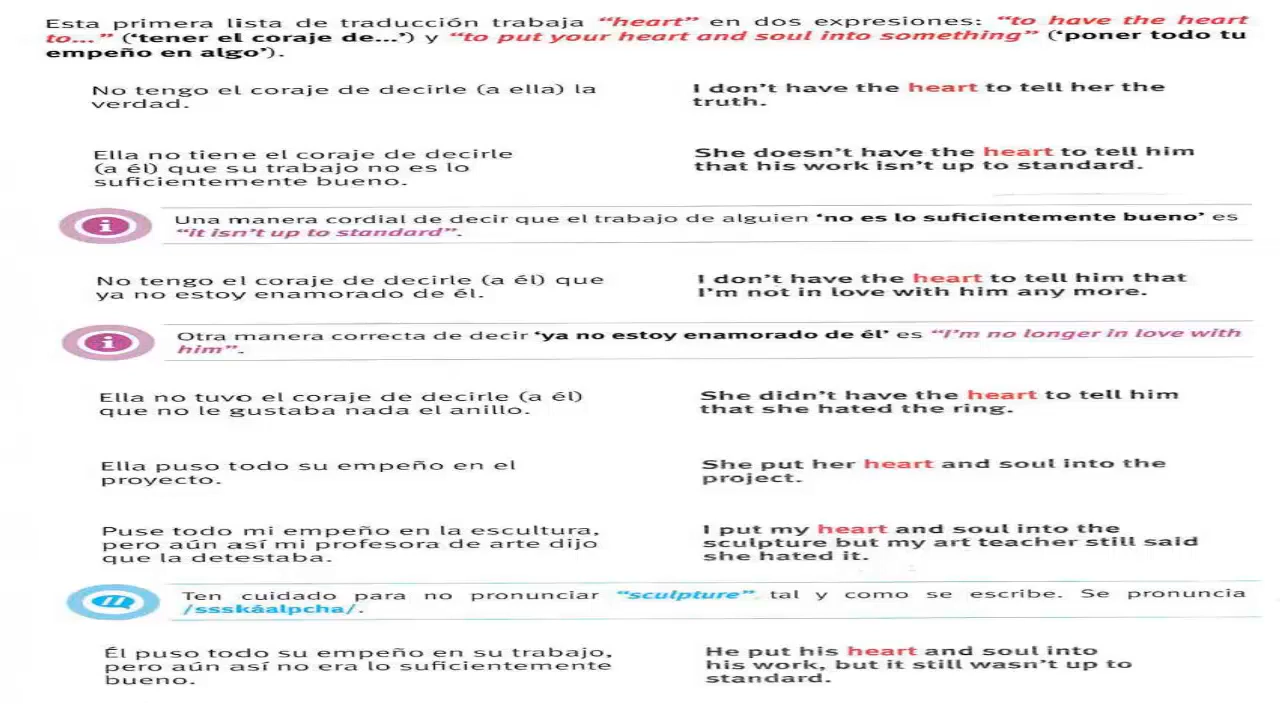 Esta primera lista de traducción trabaja “heart” en dos expresiones: “to have the heart
to...” (‘tener el coraje de...’) y “to put your heart and soul into something” (‘poner todo tu
empeño en algo’).
No tengo el coraje de decirle (a ella) la
verdad.
I don’t have the heart to tell her the
truth.
Ella no tiene el coraje de decirle
(a él) que su trabajo no es lo
suficientemente bueno.
She doesn’t have the heart to tell him
that his work isn’t up to standard.
i
Una manera cordial de decir que el trabajo de alguien ‘no es lo suficientemente bueno’ es
“it isn’t up to standard”.
No tengo el coraje de decirle (a él) que
ya no estoy enamorado de él.
I don’t have the heart to tell him that
I’m not in love with him any more.
i
Otra manera correcta de decir ‘ya no estoy enamorado de él’ es “I’m no longer in love with
him”.
Ella no tuvo el coraje de decirle (a él)
que no le gustaba nada el anillo.
She didn’t have the heart to tell him
that she hated the ring.
Ella puso todo su empeño en el
proyecto.
She put her heart and soul into the
project.
Puse todo mi empeño en la escultura,
pero aún así mi profesora de arte dijo
que la detestaba.
I put my heart and soul into the
sculpture but my art teacher still said
she hated it.
Ten cuidado para no pronunciar “sculpture” tal y como se escribe. Se pronuncia
/ssskáalpcha/.
Él puso todo su empeño en su trabajo,
pero aún así no era lo suficientemente
bueno.
He put his heart and soul into
his work, but it still wasn’t up to
standard.